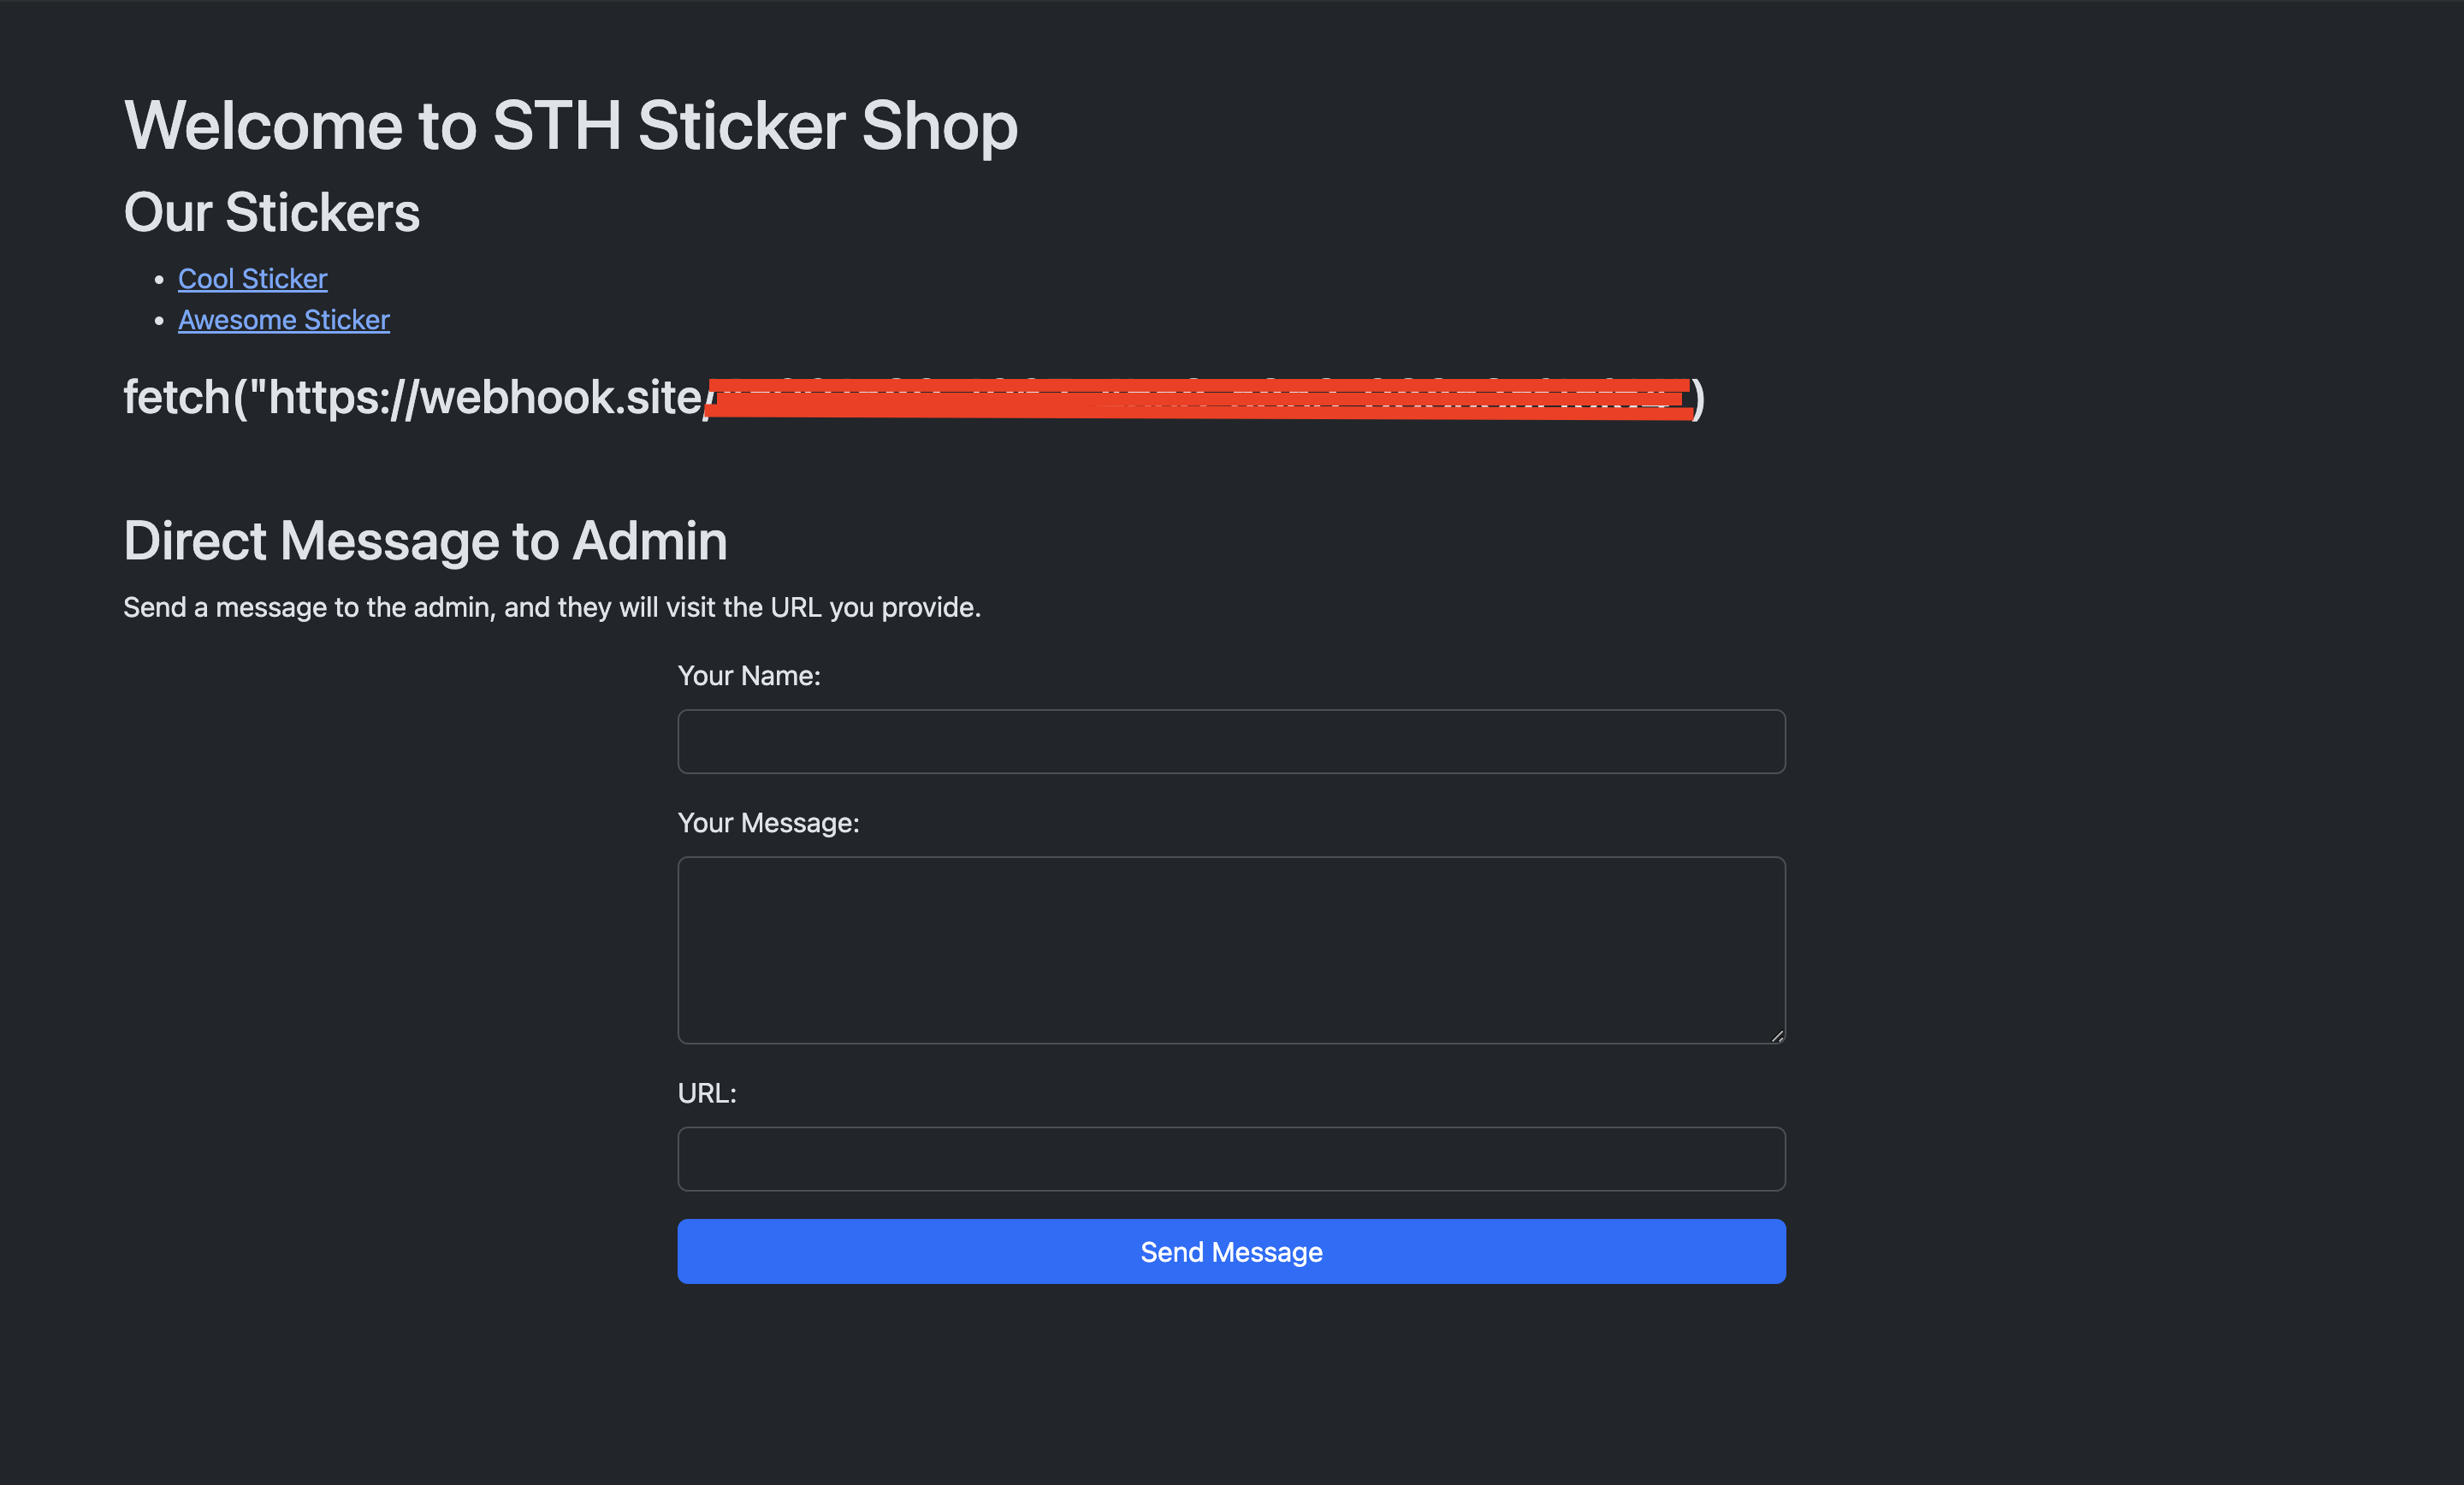 Welcome to STH Sticker Shop
Our Stickers
Cool Sticker
Awesome Sticker
fetch("https://webhook.site/ )
Direct Message to Admin
Send a message to the admin, and they will visit the URL you provide.
Your Name:
Your Message:
URL:
Send Message